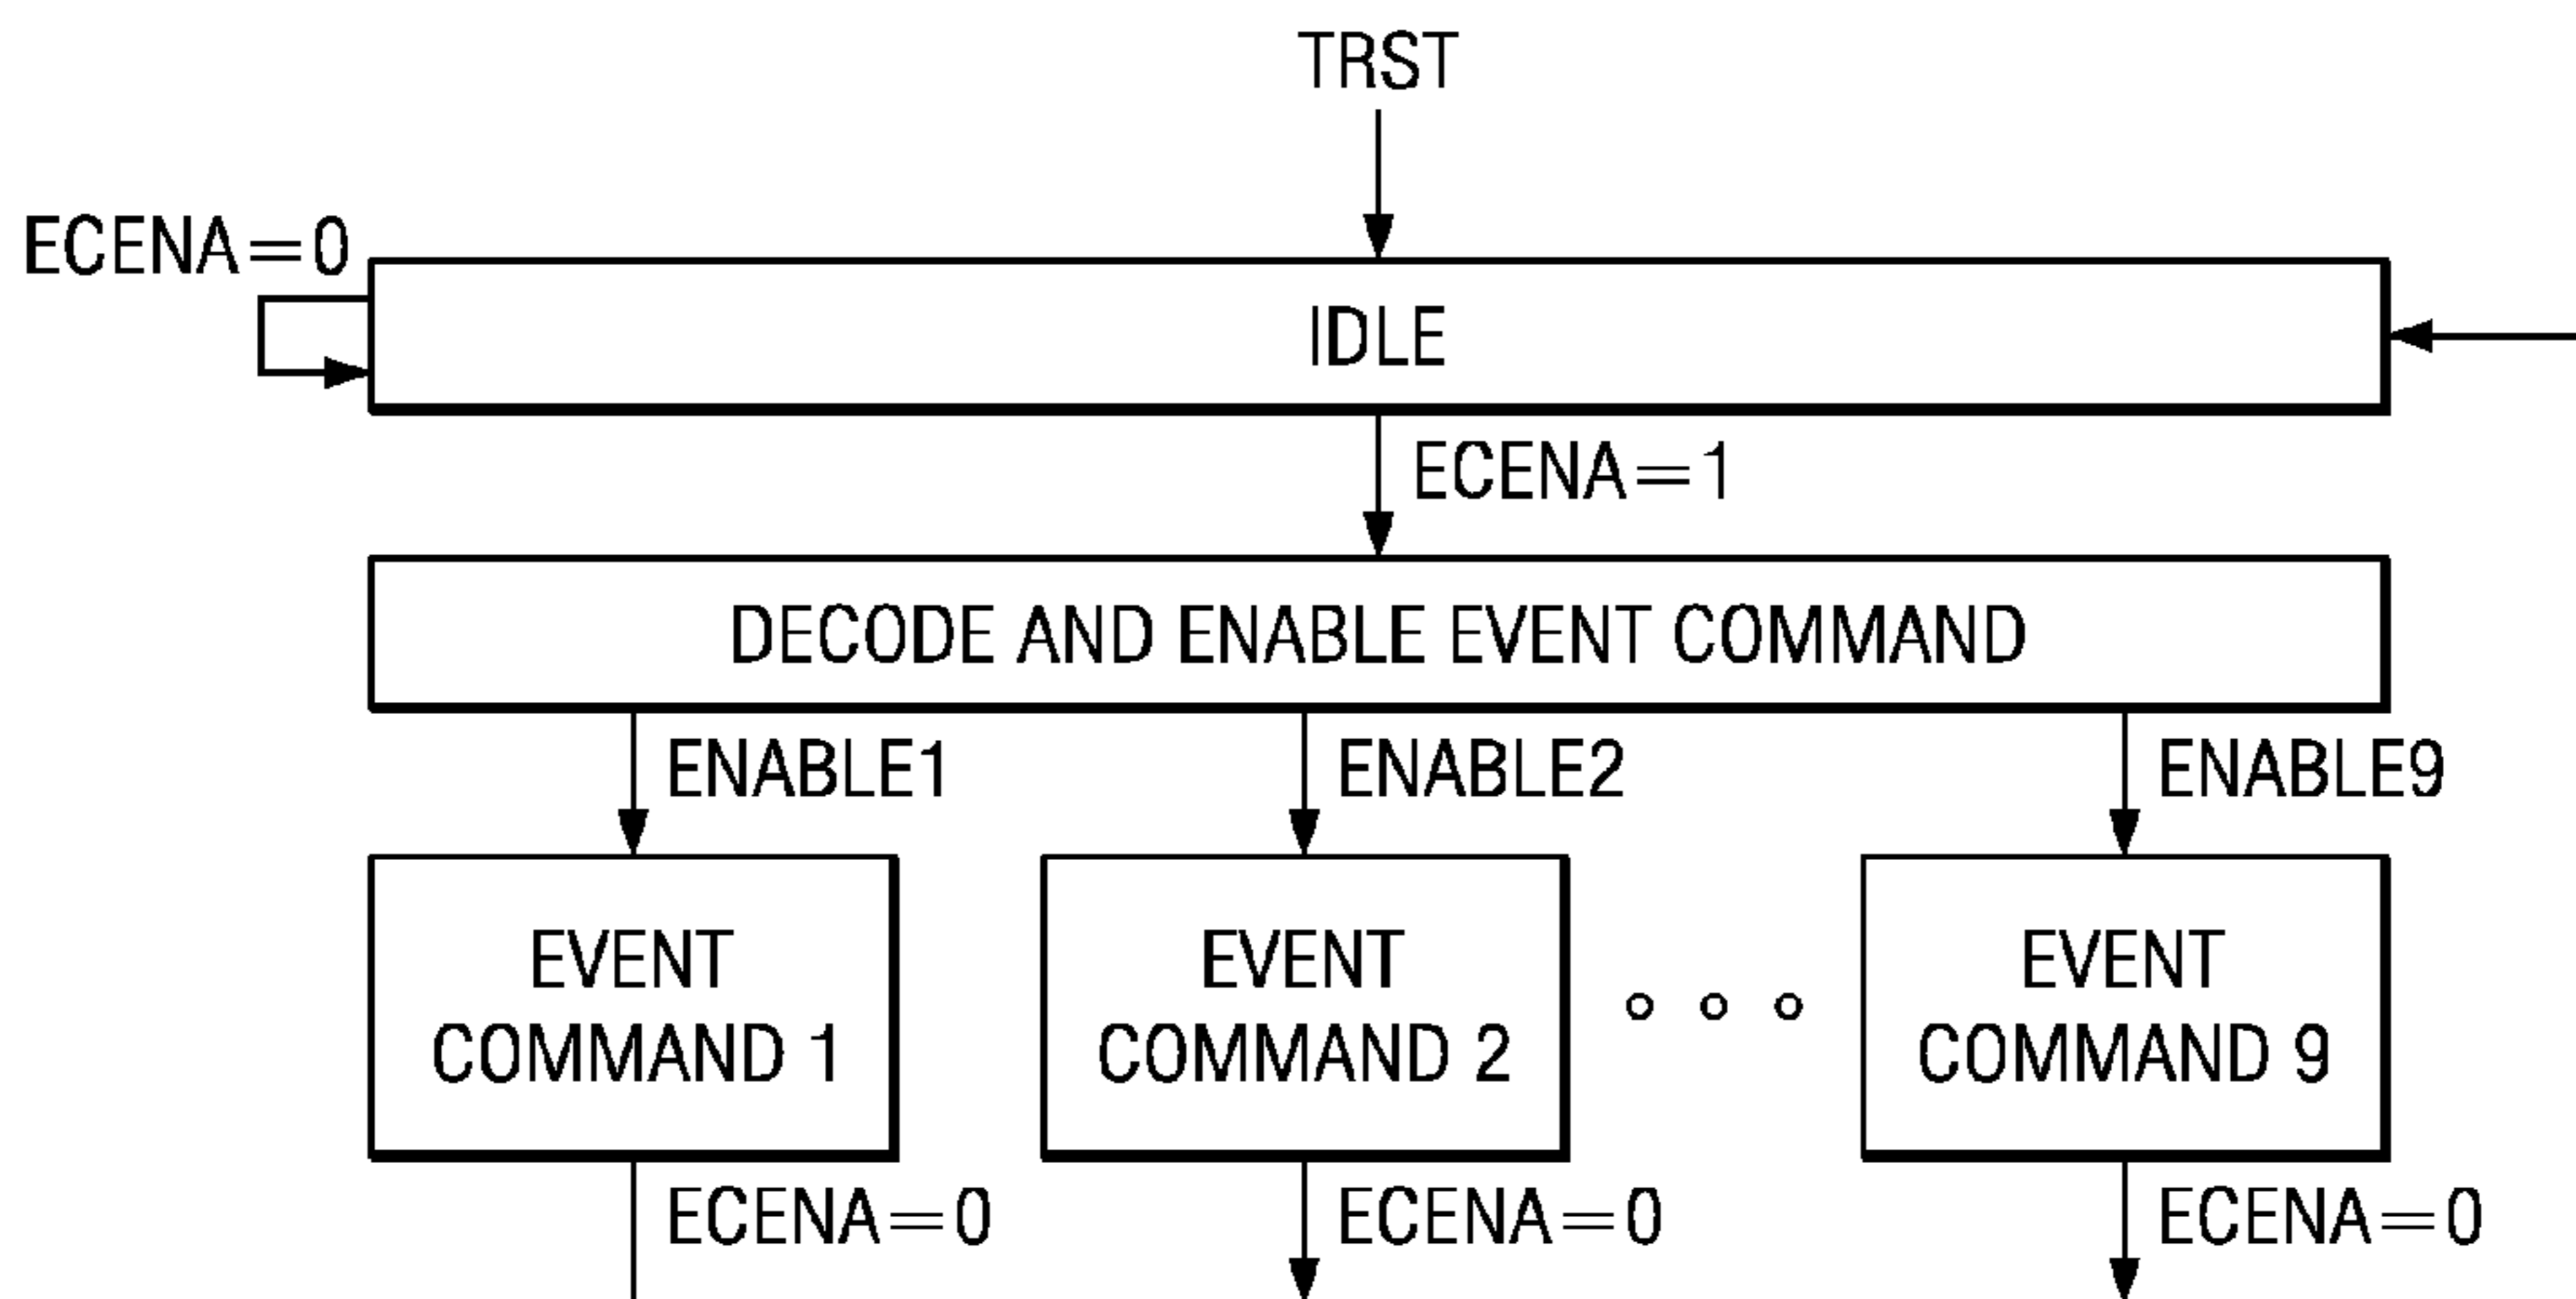 TRST
ECENA=0
IDLE
ECENA=1
DECODE AND ENABLE EVENT COMMAND
ENABLE1
ENABLE2
ENABLE9
EVENT
COMMAND 1
EVENT
COMMAND 2
EVENT
COMMAND 9
ECENA=0
ECENA=0
ECENA=0